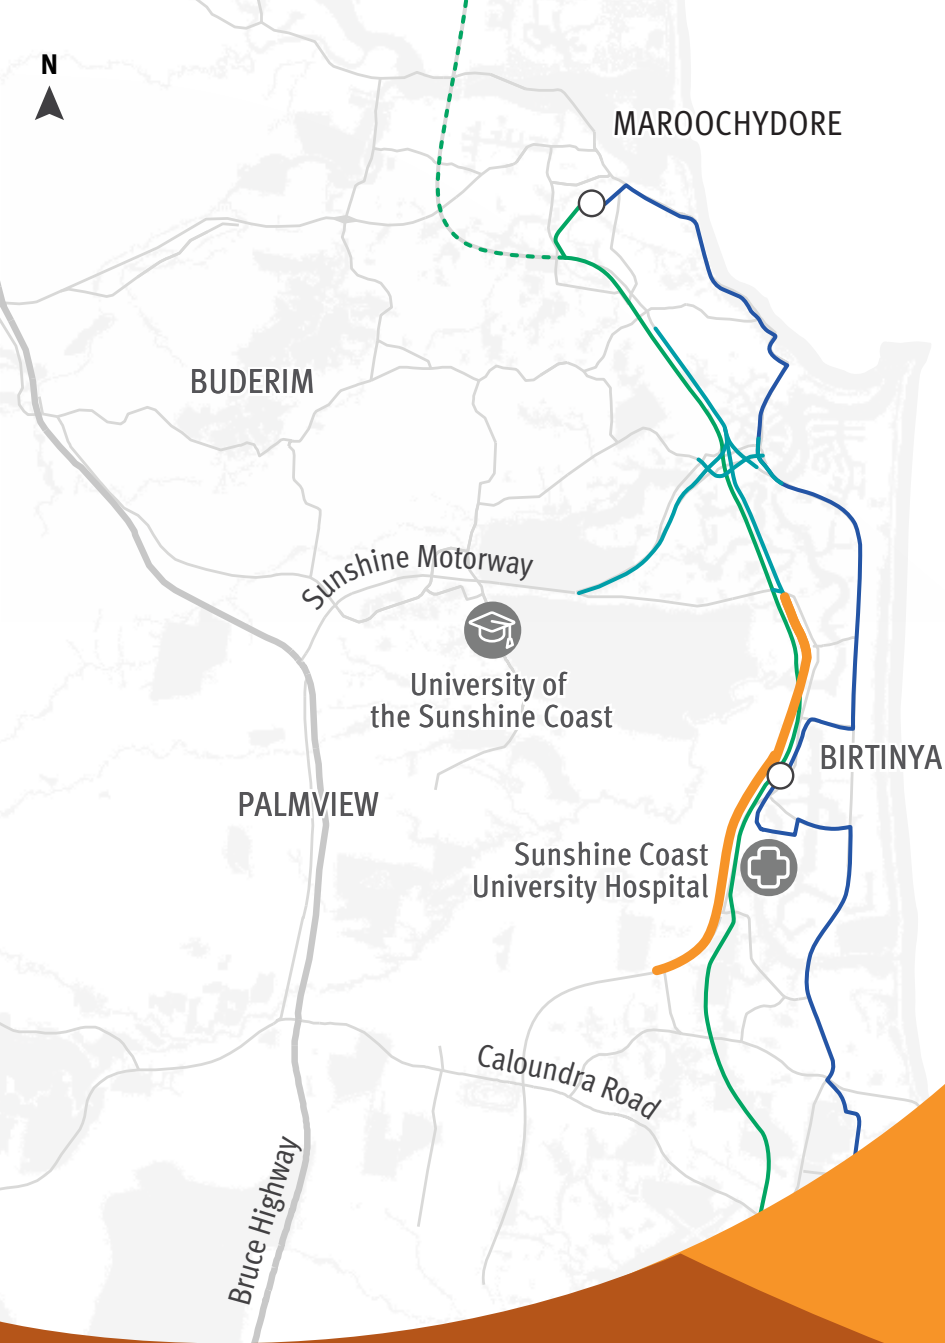 N
MAROOCHYDORE
BUDERIM
Sunshine Motorway
University of
the Sunshine Coast
BIRTINYA
PALMVIEW
Sunshine Coast
University Hospital
Caloundra Road
Bruce Highway